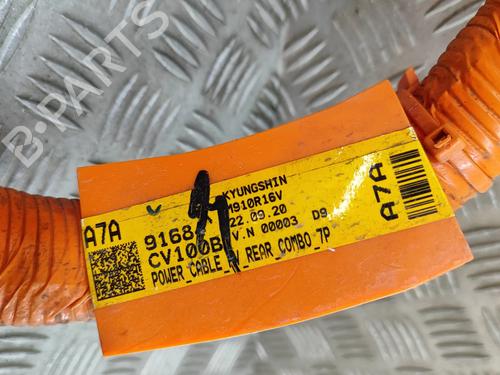 B-PARTS
A7A
9168
CV100B
KYUNGSHIN
M910R16V
22.09.20
V.N 00003 D9
POWER_CABLE REAR_COMBO_7P
A7A